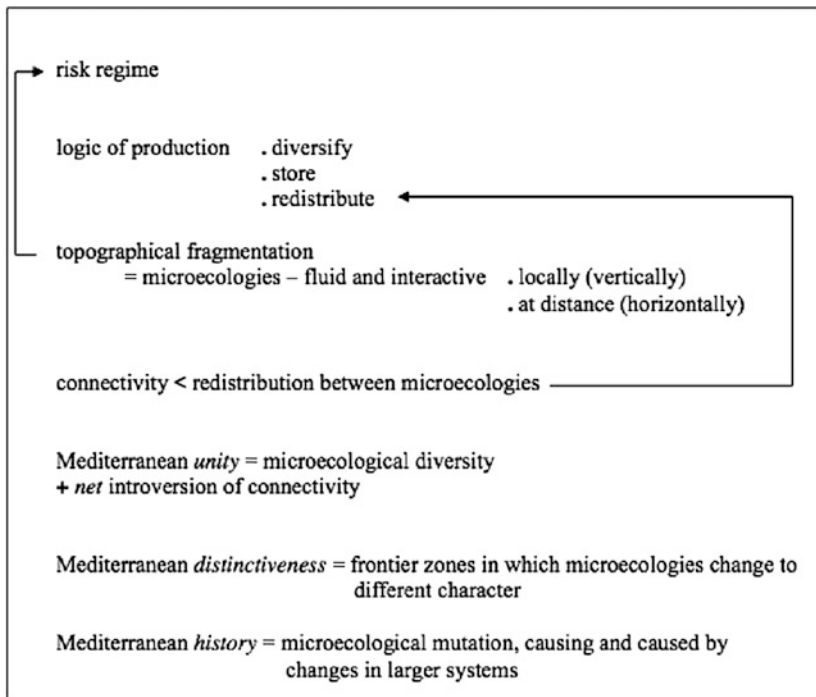 risk regime
logic of production . diversify
. store
. redistribute
topographical fragmentation
= microecologies – fluid and interactive . locally (vertically)
. at distance (horizontally)
connectivity < redistribution between microecologies
Mediterranean unity = microecological diversity
+ net introversion of connectivity
Mediterranean distinctiveness = frontier zones in which microecologies change to
different character
Mediterranean history = microecological mutation, causing and caused by
changes in larger systems